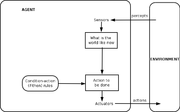 AGENT
ENVIRONMENT
Sensors
percepts
What is the
world like now
Condition-action
(if-then) rules
Action to
be done
Actuators
actions